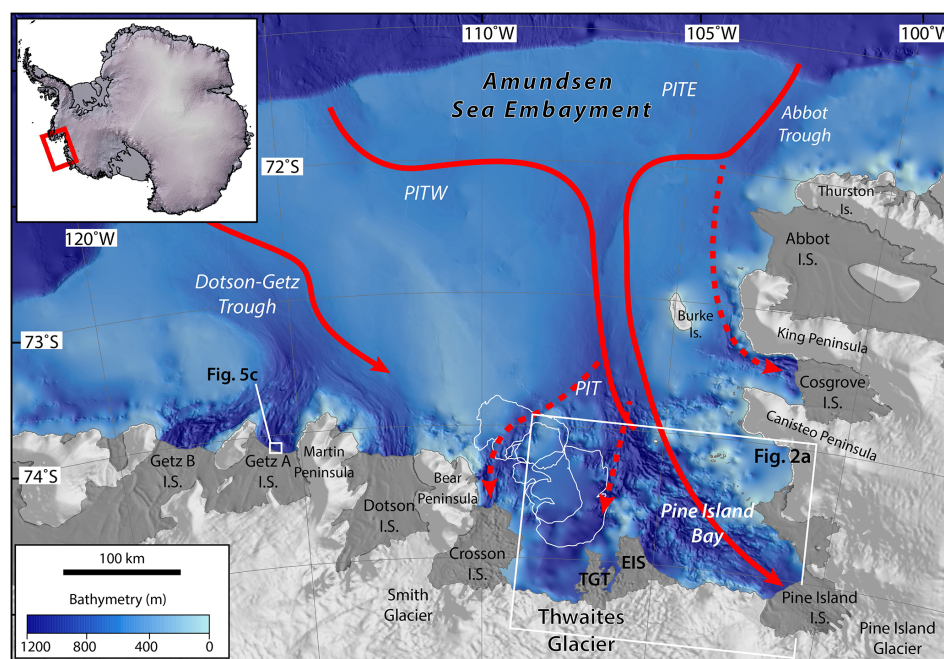 110˚W
105˚W
100˚W
Amundsen
Sea Embayment
PITE
Abbot
Trough
72˚S
PITW
Thurston
Is.
120˚W
Abbot
I.S.
Dotson-Getz
Trough
Burke
Is.
King Peninsula
73˚S
Fig. 5c
PIT
Cosgrove
I.S.
Canisteo Peninsula
Getz B
I.S.
Getz A
I.S.
Martin
Peninsula
Fig. 2a
74˚S
Bear
Peninsula
Dotson
I.S.
Pine Island
Bay
Crosson
I.S.
EIS
TGT
100 km
Smith
Glacier
Pine Island
I.S.
Bathymetry (m)
Thwaites
Glacier
Pine Island
Glacier
1200 800 400 0